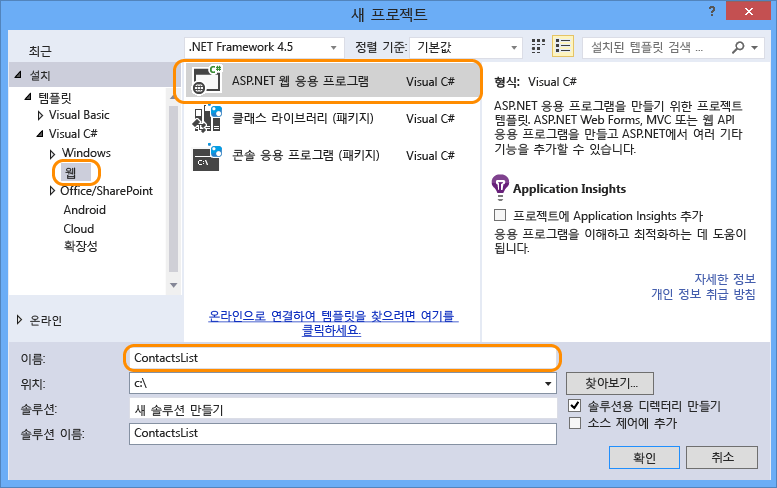 새 프로젝트
?
최근
.NET Framework 4.5
정렬 기준:
기본값
설치된 템플릿 검색 ...
설치
템플릿
Visual Basic
Visual C#
Windows
웹
Office/SharePoint
Android
Cloud
확장성
온라인
ASP.NET 웹 응용 프로그램
Visual C#
클래스 라이브러리 (패키지)
Visual C#
콘솔 응용 프로그램 (패키지)
Visual C#
온라인으로 연결하여 템플릿을 찾으려면 여기를
클릭하세요.
형식: Visual C#
ASP.NET 응용 프로그램을 만들기 위한 프로젝트
템플릿. ASP.NET Web Forms, MVC 또는 웹 API
응용 프로그램을 만들고 ASP.NET에서 여러 기타
기능을 추가할 수 있습니다.
Application Insights
프로젝트에 Application Insights 추가
응용 프로그램을 이해하고 최적화하는 데 도움이
됩니다.
자세한 정보
개인 정보 취급 방침
이름:
ContactsList
위치:
c:\
찾아보기...
솔루션:
새 솔루션 만들기
솔루션용 디렉터리 만들기
솔루션 이름:
ContactsList
소스 제어에 추가
확인
취소